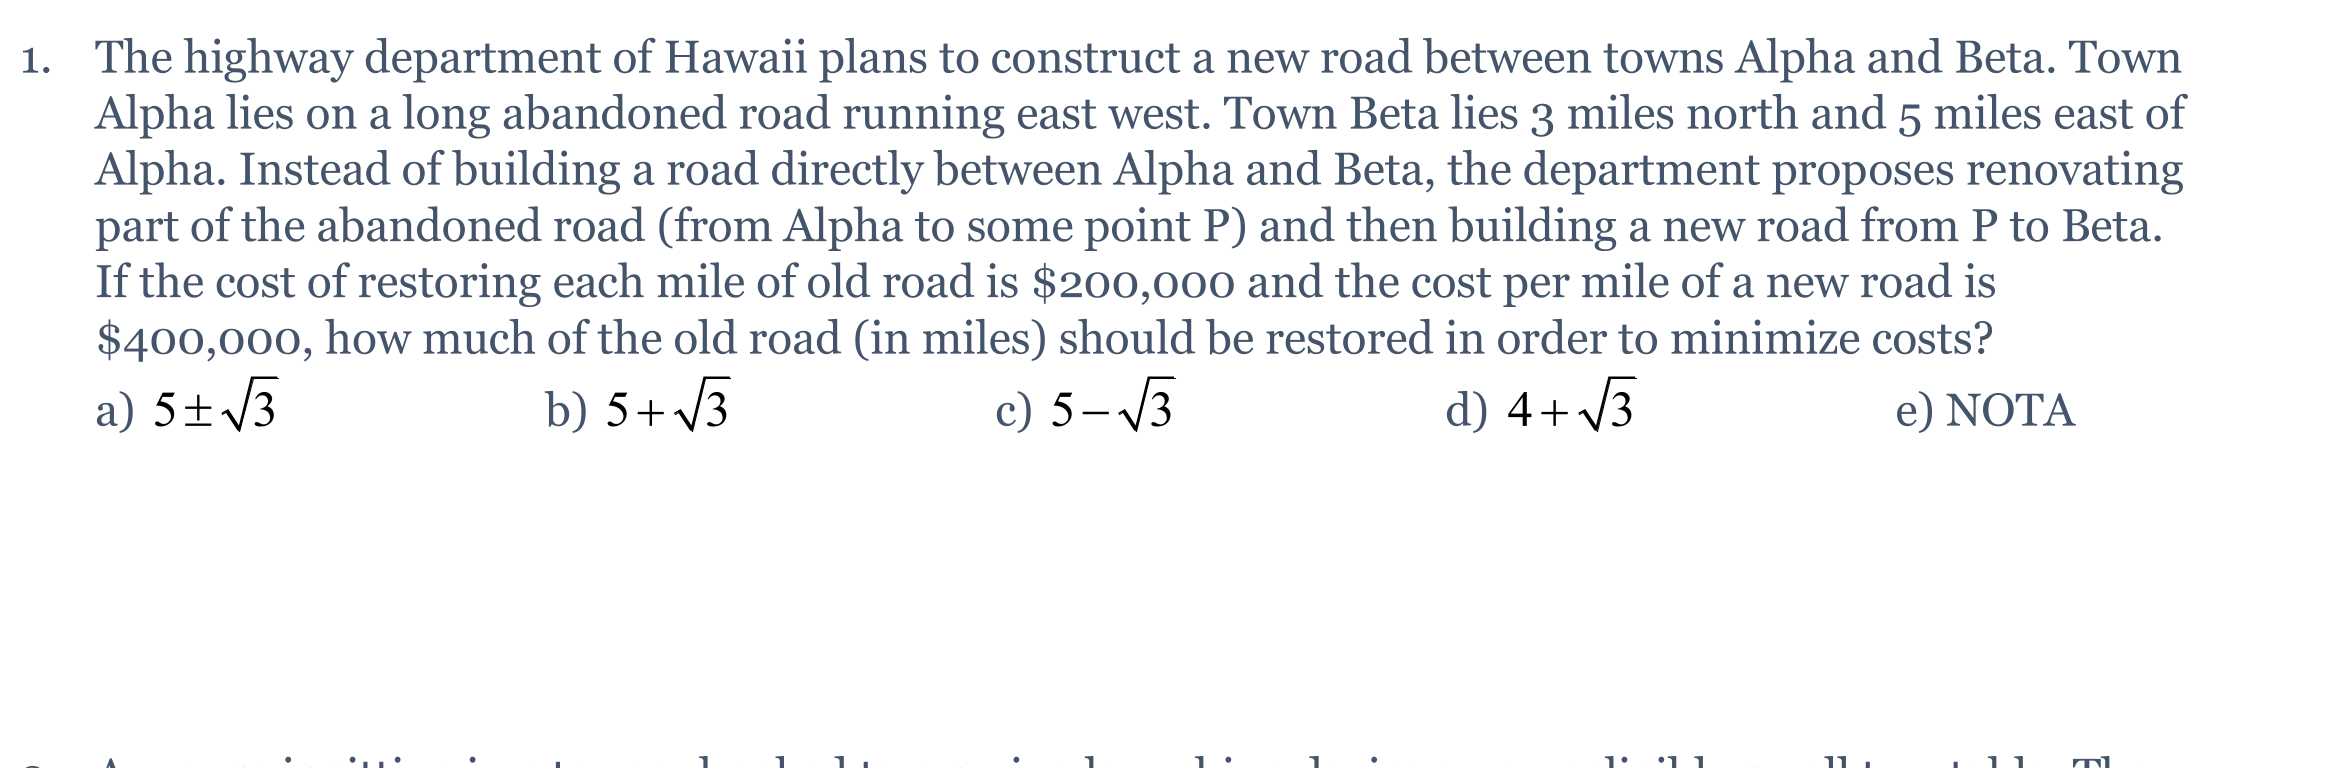 1. The highway department of Hawaii plans to construct a new road between towns Alpha and Beta. Town
Alpha lies on a long abandoned road running east west. Town Beta lies 3 miles north and 5 miles east of
Alpha. Instead of building a road directly between Alpha and Beta, the department proposes renovating
part of the abandoned road (from Alpha to some point P) and then building a new road from P to Beta.
If the cost of restoring each mile of old road is $200,000 and the cost per mile of a new road is
$400,000, how much of the old road (in miles) should be restored in order to minimize costs?
a) 5±√3 b) 5+√3 c) 5−√3 d) 4+√3 e) NOTA